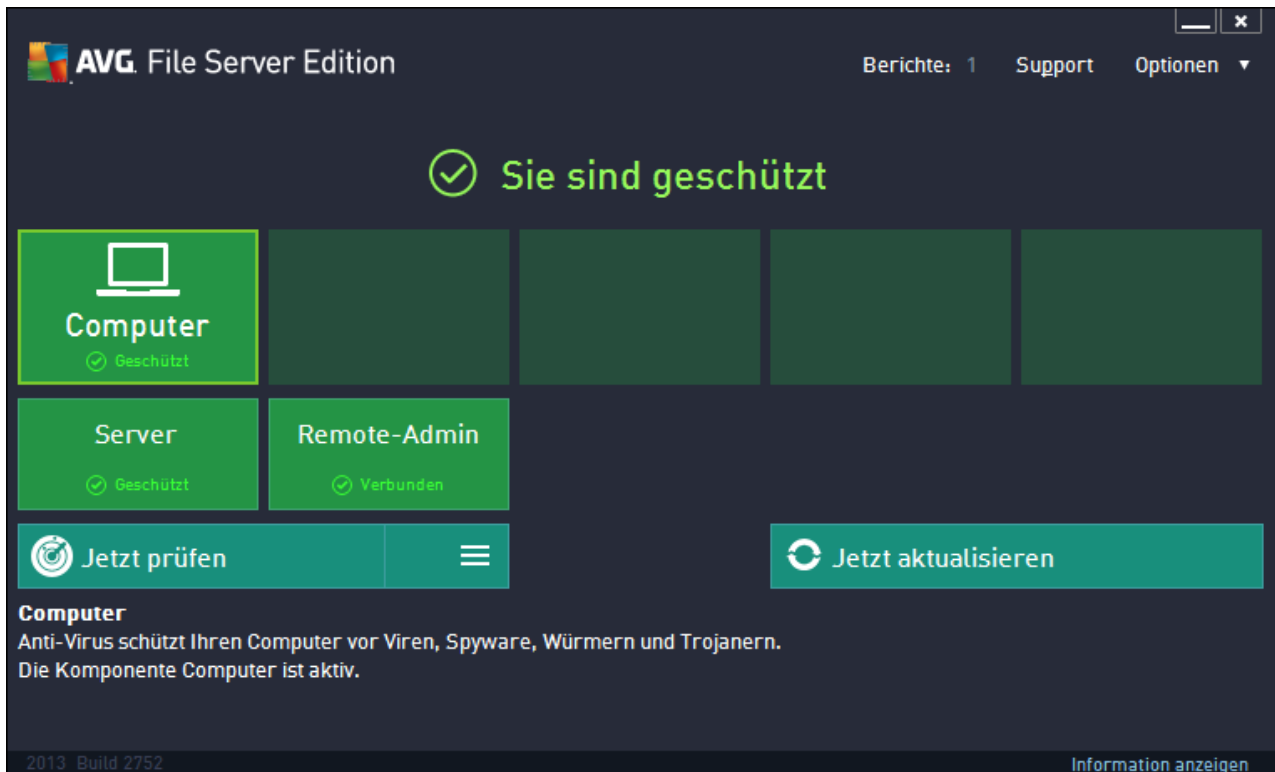 AVG. File Server Edition
Berichte: 1 Support Optionen
Sie sind geschützt
Computer
Geschützt
Server
Geschützt
Remote-Admin
Verbunden
Jetzt prüfen
Jetzt aktualisieren
Computer
Anti-Virus schützt Ihren Computer vor Viren, Spyware, Würmern und Trojanern.
Die Komponente Computer ist aktiv.
2013 Build 2752
Information anzeigen